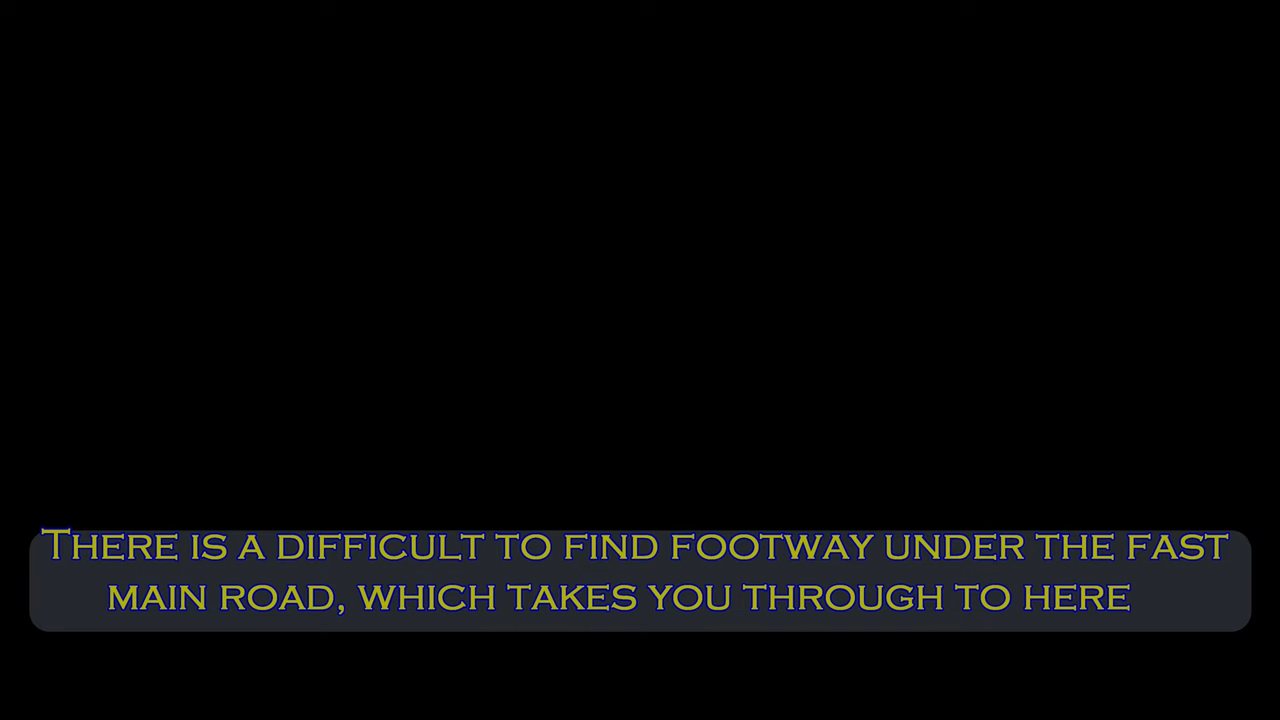 There is a difficult to find footway under the fast
main road, which takes you through to here